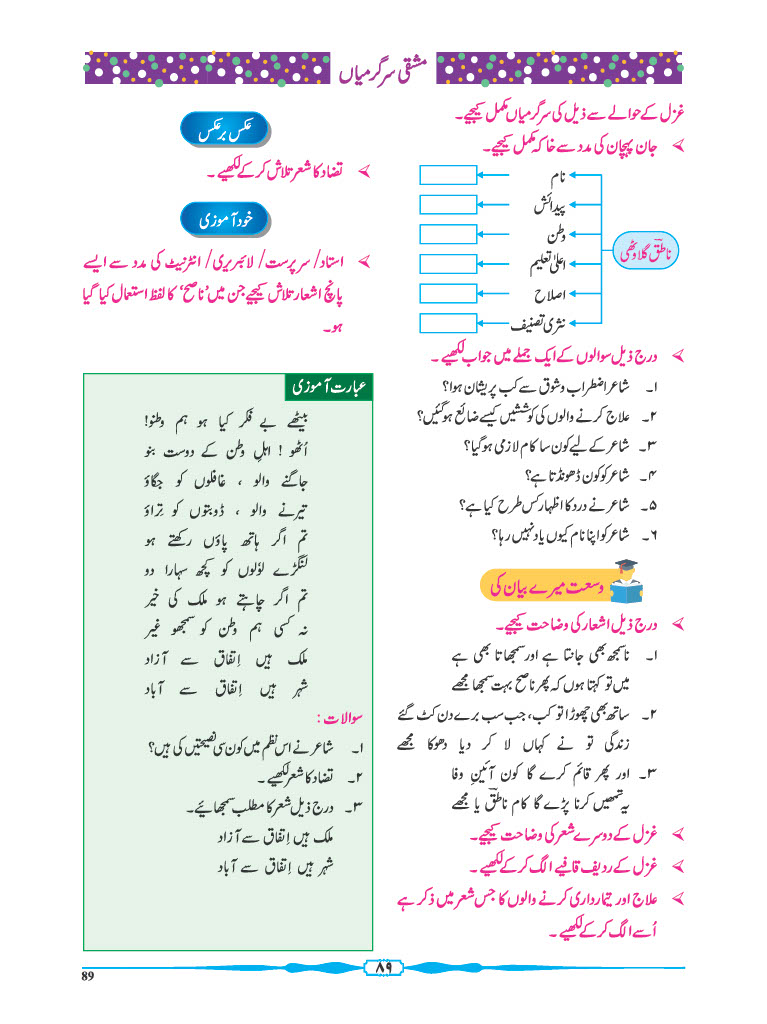 مشقی سرگرمیاں
غزل کے حوالے سے ذیل کی سرگرمیاں مکمل کیجیے۔
جان پہچان کی مدد سے خاکہ مکمل کیجیے۔
ناطق گلاوٹھی
نام
پیدائش
وطن
اعلیٰ تعلیم
اصلاح
نثری تصنیف
درج ذیل سوالوں کے ایک جملے میں جواب لکھیے۔
۱۔ شاعر اضطراب و شوق سے کب پریشان ہوا؟
۲۔ علاج کرنے والوں کی کوششیں کیسے ضائع ہوگئیں؟
۳۔ شاعر کے لیے کون سا کام لازمی ہوگیا؟
۴۔ شاعر کو کون ڈھونڈتا ہے؟
۵۔ شاعر نے درد کا اظہار کس طرح کیا ہے؟
۶۔ شاعر کو اپنا نام کیوں یاد نہیں رہا؟
وسعت میرے بیان کی
درج ذیل اشعار کی وضاحت کیجیے۔
۱۔ ناسمجھ بھی جانتا ہے اور سمجھاتا بھی ہے
میں تو کہتا ہوں کہ پھر ناصح بہت سمجھا مجھے
۲۔ ساتھ بھی چھوڑا تو کب، جب سب برے دن کٹ گئے
زندگی تو نے کہاں لا کر دیا دھوکا مجھے
۳۔ اور پھر قائم کرے گا کون آئینِ وفا
یہ تمھیں کرنا پڑے گا کام ناطق یا مجھے
غزل کے دوسرے شعر کی وضاحت کیجیے۔
غزل کے ردیف قافیے الگ کرکے لکھیے۔
علاج اور تیمارداری کرنے والوں کا جس شعر میں ذکر ہے
اُسے الگ کرکے لکھیے۔
عکس بر عکس
تضاد کا شعر تلاش کرکے لکھیے۔
خود آموزی
استاد/ سرپرست/ لائبریری/ انٹرنیٹ کی مدد سے ایسے
پانچ اشعار تلاش کیجیے جن میں 'ناصح' کا لفظ استعمال کیا گیا
ہو۔
عبارت آموزی
بیٹھے بے فکر کیا ہو ہم وطنو!
اُٹھو ! اہلِ وطن کے دوست بنو
جاگنے والو ، غافلوں کو جگاؤ
تیرنے والو ، ڈوبتوں کو تِراؤ
تم اگر ہاتھ پاؤں رکھتے ہو
لنگڑے لوٗلوں کو کچھ سہارا دو
تم اگر چاہتے ہو ملک کی خیر
نہ کسی ہم وطن کو سمجھو غیر
ملک ہیں اِتفاق سے آزاد
شہر ہیں اِتفاق سے آباد
سوالات :
۱۔ شاعر نے اس نظم میں کون سی نصیحتیں کی ہیں؟
۲۔ تضاد کا شعر لکھیے۔
۳۔ درج ذیل شعر کا مطلب سمجھائیے۔
ملک ہیں اِتفاق سے آزاد
شہر ہیں اِتفاق سے آباد
۸۹
89